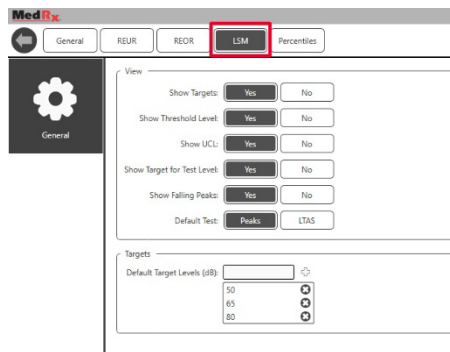 MedRx
General REUR REOR LSM Percentiles
General
View
Show Targets: Yes No
Show Threshold Level: Yes No
Show UCL: Yes No
Show Target for Test Level: Yes No
Show Falling Peaks: Yes No
Default Test: Peaks LTAS
Targets
Default Target Levels (dB):
50
65
80